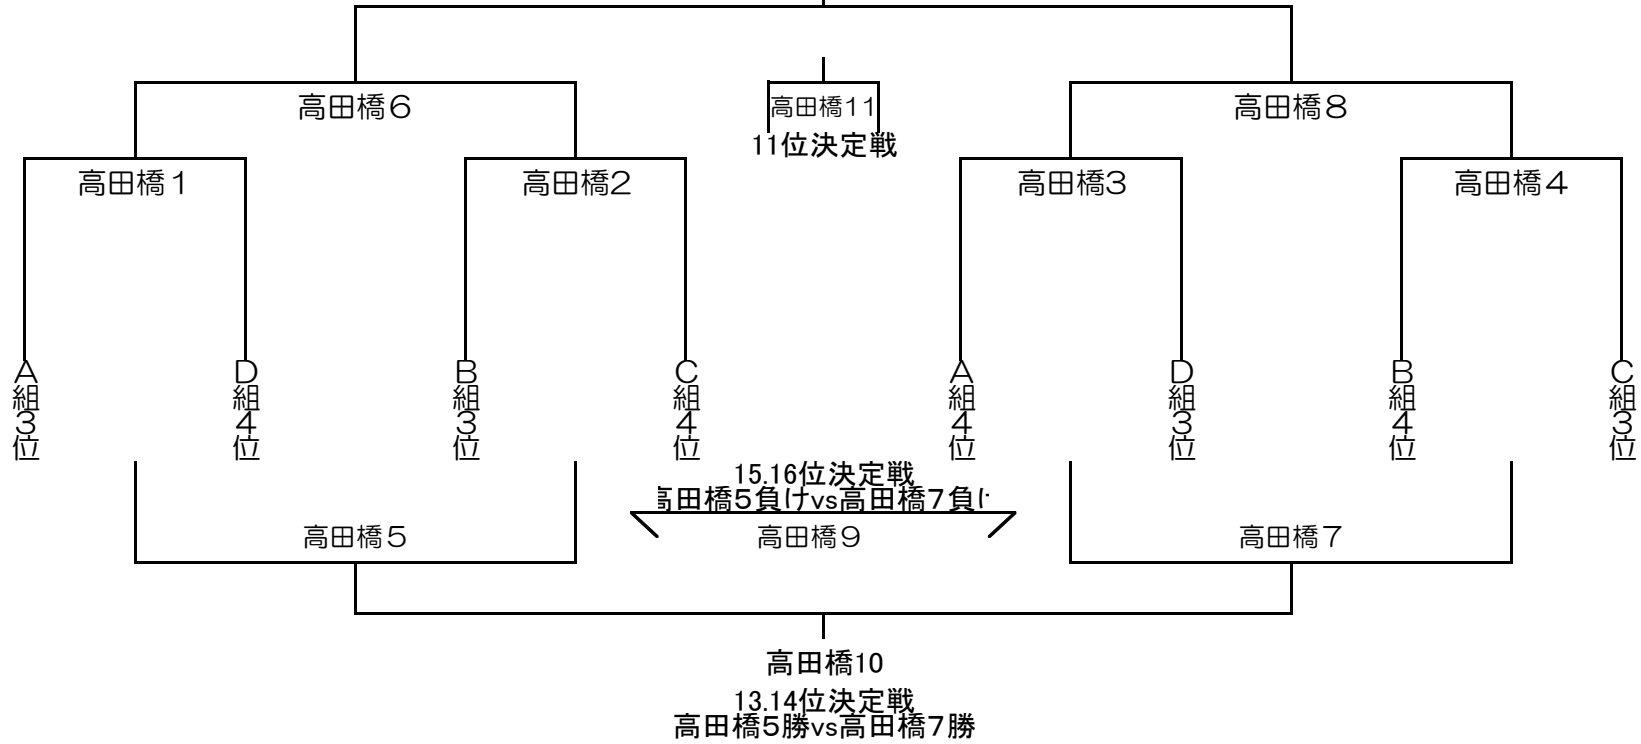 高田橋６
高田橋11
高田橋８
11位決定戦
高田橋１
高田橋２
高田橋３
高田橋４
Ａ組３位
Ｄ組４位
Ｂ組３位
Ｃ組４位
Ａ組４位
Ｄ組３位
Ｂ組４位
Ｃ組３位
15.16位決定戦
高田橋５負けvs高田橋７負け
高田橋５
高田橋９
高田橋７
高田橋10
13.14位決定戦
高田橋５勝vs高田橋７勝